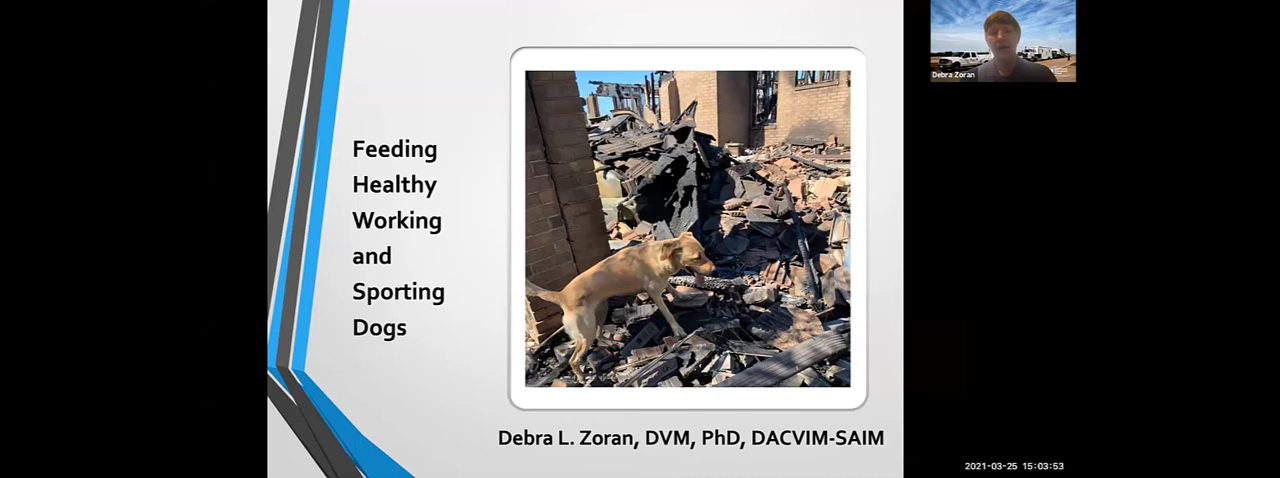 Feeding
Healthy
Working
and
Sporting
Dogs
Debra L. Zoran, DVM, PhD, DACVIM-SAIM
Debra Zoran
2021-03-25 15:03:53